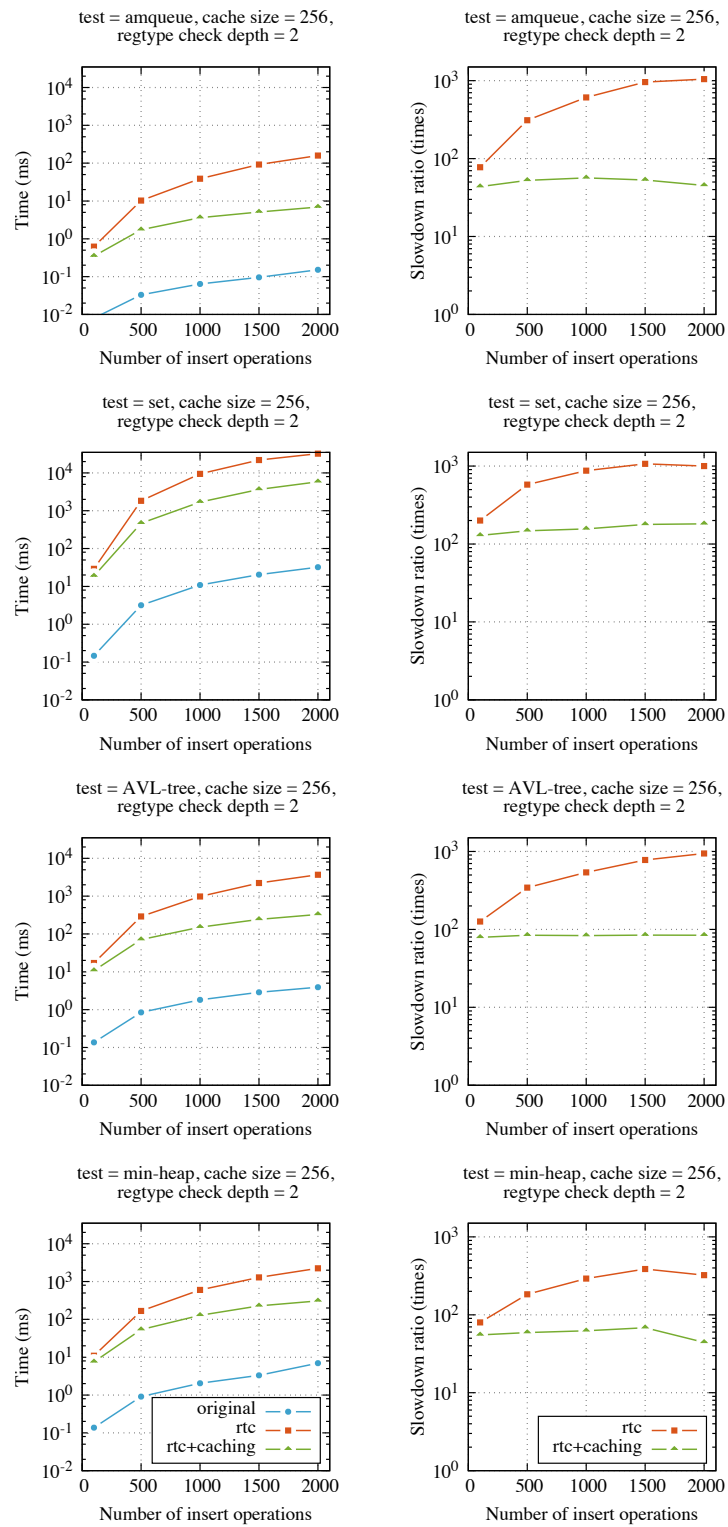 test = amqueue, cache size = 256,
regtype check depth = 2
Time (ms)
10^4
10^3
10^2
10^1
10^0
10^-1
10^-2
0 500 1000 1500 2000
Number of insert operations
test = amqueue, cache size = 256,
regtype check depth = 2
Slowdown ratio (times)
10^3
10^2
10^1
10^0
0 500 1000 1500 2000
Number of insert operations
test = set, cache size = 256,
regtype check depth = 2
Time (ms)
10^4
10^3
10^2
10^1
10^0
10^-1
10^-2
0 500 1000 1500 2000
Number of insert operations
test = set, cache size = 256,
regtype check depth = 2
Slowdown ratio (times)
10^3
10^2
10^1
10^0
0 500 1000 1500 2000
Number of insert operations
test = AVL-tree, cache size = 256,
regtype check depth = 2
Time (ms)
10^4
10^3
10^2
10^1
10^0
10^-1
10^-2
0 500 1000 1500 2000
Number of insert operations
test = AVL-tree, cache size = 256,
regtype check depth = 2
Slowdown ratio (times)
10^3
10^2
10^1
10^0
0 500 1000 1500 2000
Number of insert operations
test = min-heap, cache size = 256,
regtype check depth = 2
Time (ms)
10^4
10^3
10^2
10^1
10^0
10^-1
10^-2
original
rtc
rtc+caching
0 500 1000 1500 2000
Number of insert operations
test = min-heap, cache size = 256,
regtype check depth = 2
Slowdown ratio (times)
10^3
10^2
10^1
10^0
rtc
rtc+caching
0 500 1000 1500 2000
Number of insert operations